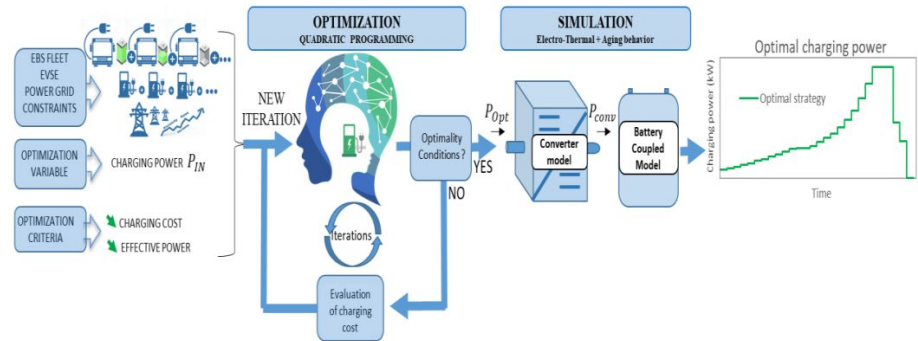 OPTIMIZATION
QUADRATIC PROGRAMMING
SIMULATION
Electro-Thermal + Aging behavior
EBS FLEET
EVSE
POWER GRID
CONSTRAINTS
+ + + ...
+ + + ...
OPTIMIZATION
VARIABLE
CHARGING POWER P_IN
OPTIMIZATION
CRITERIA
CHARGING COST
EFFECTIVE POWER
NEW
ITERATION
Iterations
Optimality
Conditions ?
YES
NO
Evaluation
of charging
cost
P_Opt
Converter
model
P_conv
Battery
Coupled
Model
Optimal charging power
Charging power (kW)
Optimal strategy
Time